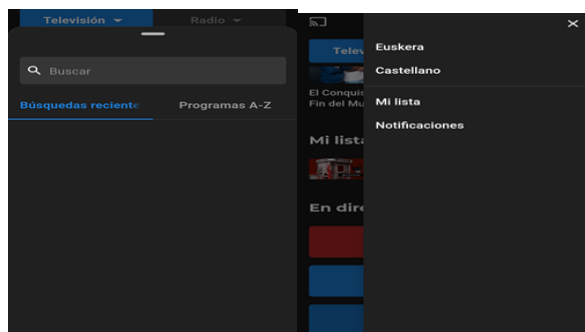 Televisión
Radio
Buscar
Búsquedas reciente
Programas A-Z
Telev
El Conquis
Fin del Mu
Mi lista
En dire
Euskera
Castellano
Mi lista
Notificaciones